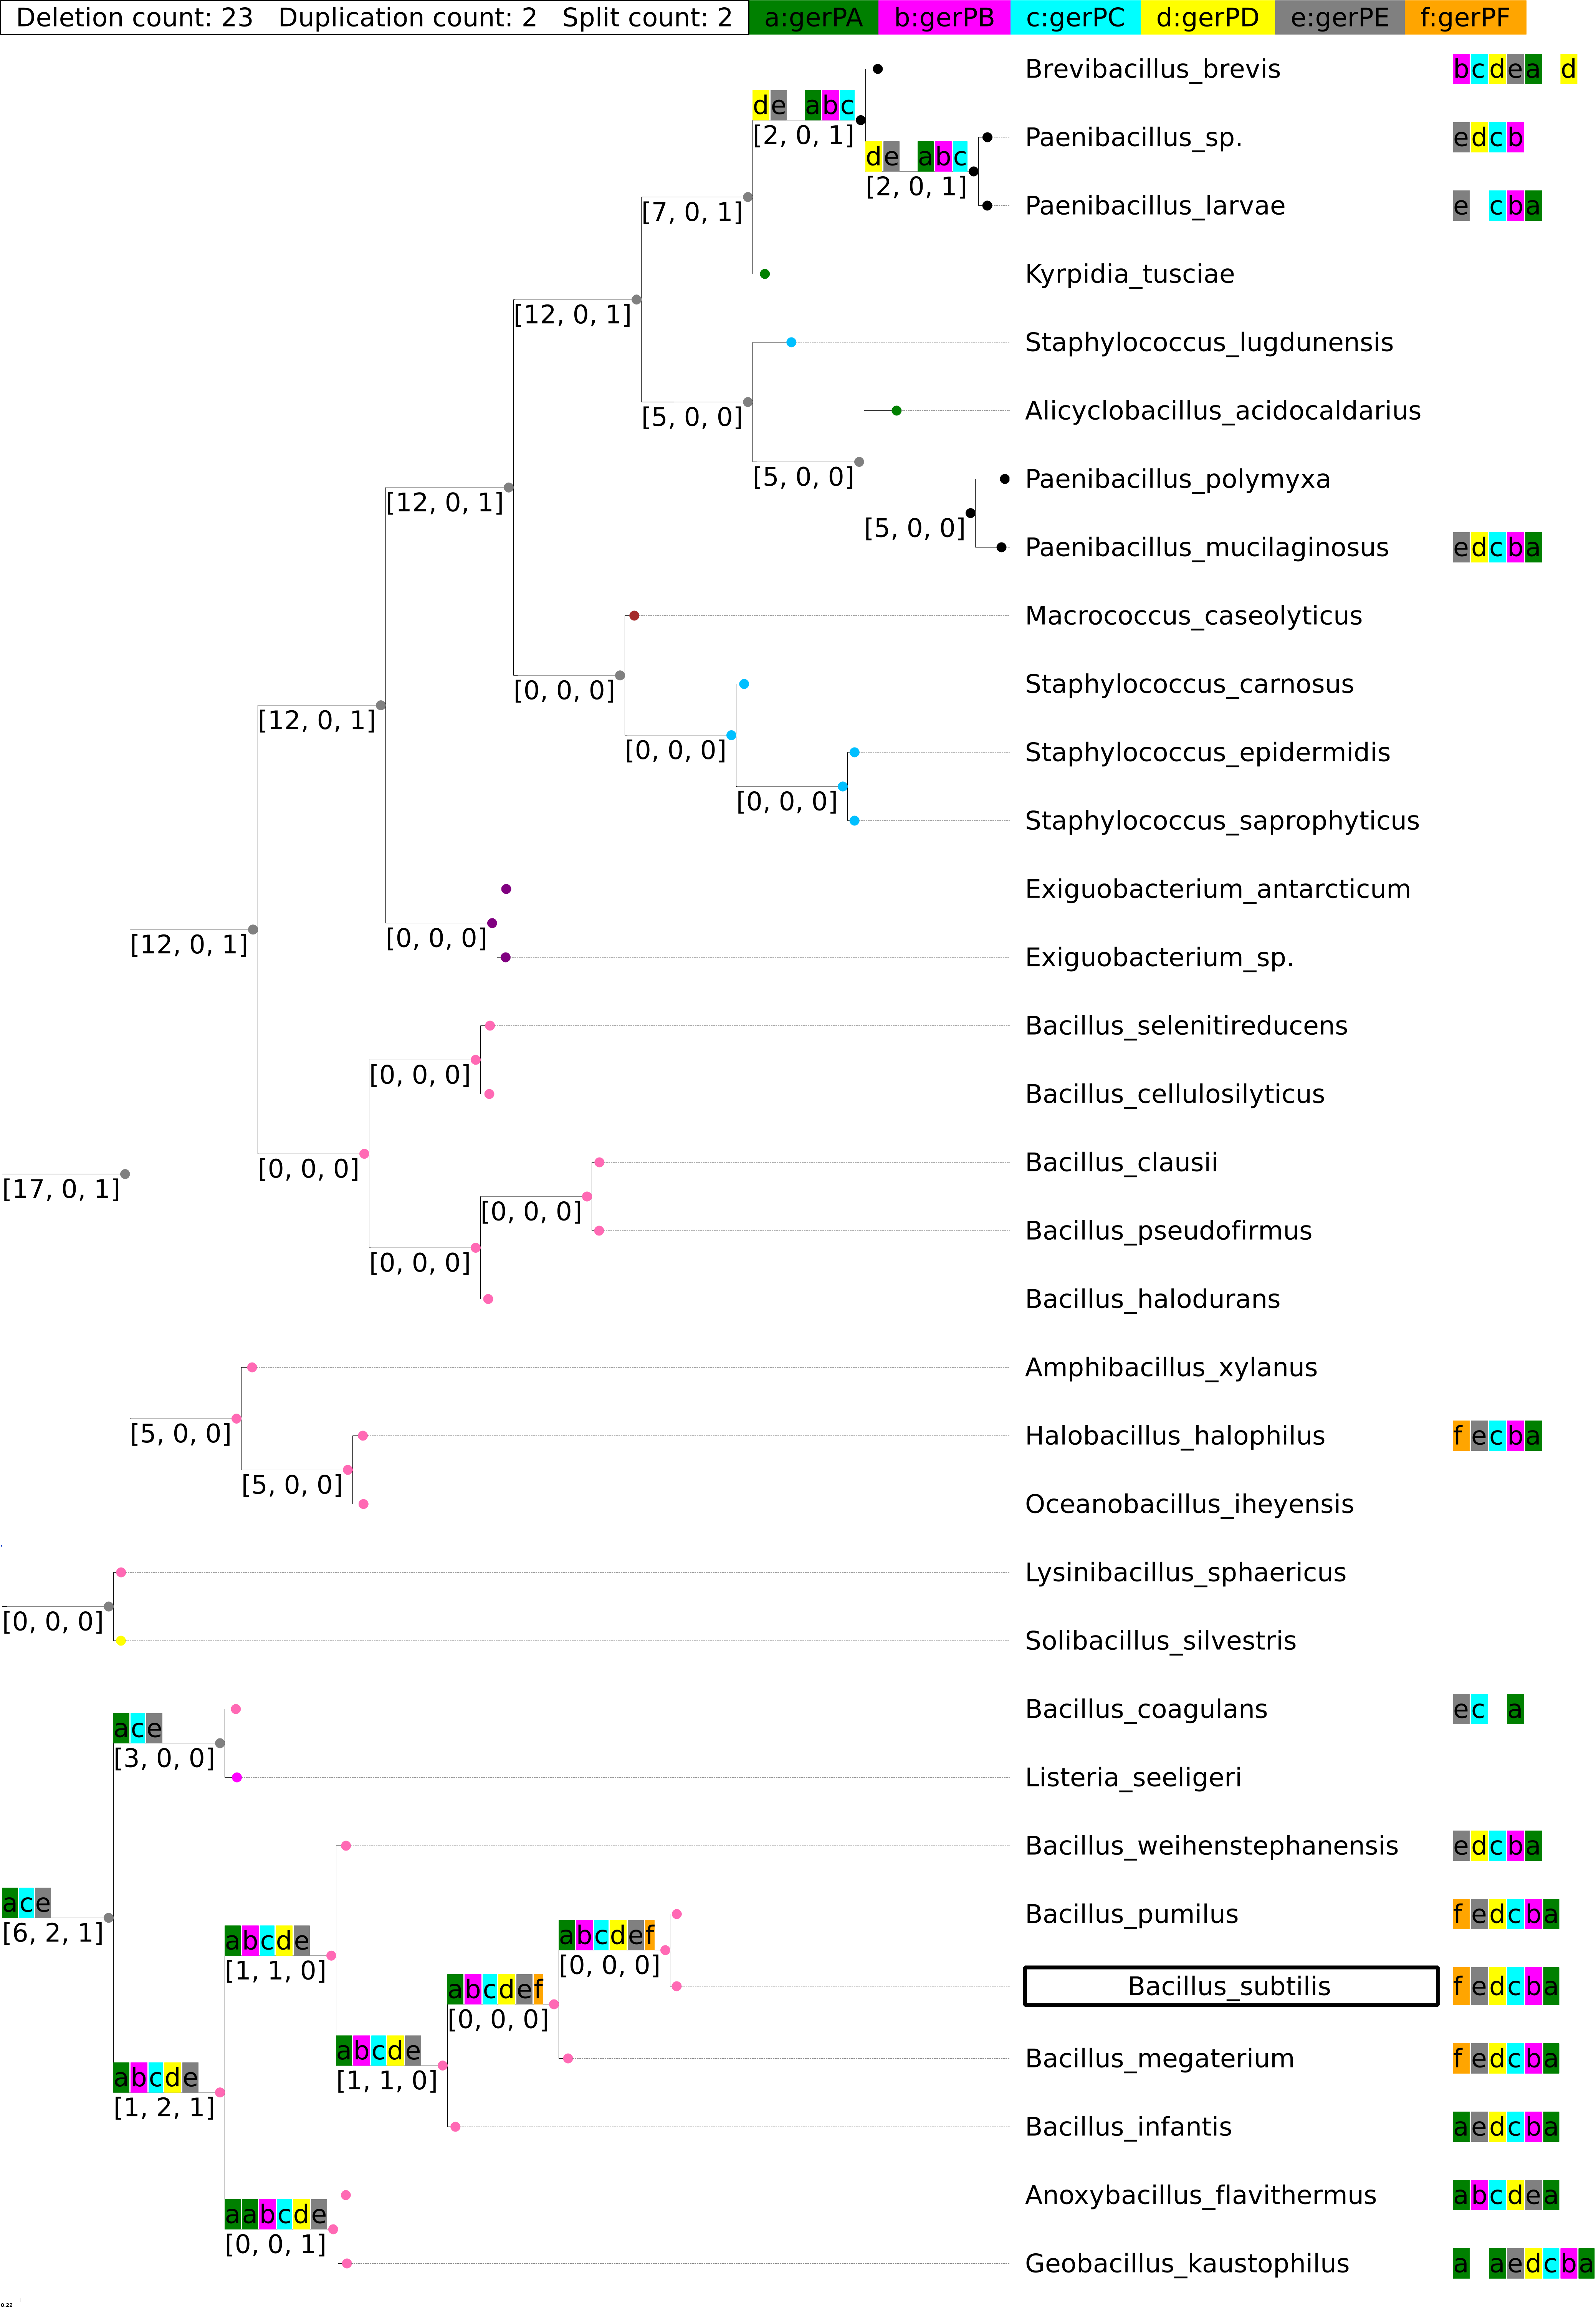 Deletion count: 23 Duplication count: 2 Split count: 2 a:gerPA b:gerPB c:gerPC d:gerPD e:gerPE f:gerPF
Brevibacillus_brevis bcdea d
de abc
[2, 0, 1]
Paenibacillus_sp. edcb
de abc
[2, 0, 1]
Paenibacillus_larvae e cba
[7, 0, 1]
Kyrpidia_tusciae
[12, 0, 1]
Staphylococcus_lugdunensis
[5, 0, 0]
Alicyclobacillus_acidocaldarius
[5, 0, 0]
Paenibacillus_polymyxa
[12, 0, 1]
[5, 0, 0]
Paenibacillus_mucilaginosus edcba
Macrococcus_caseolyticus
[0, 0, 0]
Staphylococcus_carnosus
[12, 0, 1]
[0, 0, 0]
Staphylococcus_epidermidis
[0, 0, 0]
Staphylococcus_saprophyticus
Exiguobacterium_antarcticum
[12, 0, 1]
[0, 0, 0]
Exiguobacterium_sp.
Bacillus_selenitireducens
[0, 0, 0]
Bacillus_cellulosilyticus
[0, 0, 0]
Bacillus_clausii
[17, 0, 1]
[0, 0, 0]
Bacillus_pseudofirmus
[0, 0, 0]
Bacillus_halodurans
Amphibacillus_xylanus
[5, 0, 0]
Halobacillus_halophilus fecba
[5, 0, 0]
Oceanobacillus_iheyensis
Lysinibacillus_sphaericus
[0, 0, 0]
Solibacillus_silvestris
Bacillus_coagulans ec a
ace
[3, 0, 0]
Listeria_seeligeri
Bacillus_weihenstephanensis edcba
ace
[6, 2, 1]
Bacillus_pumilus fedcba
abcde
abcdef
[1, 1, 0]
[0, 0, 0]
Bacillus_subtilis fedcba
abcdef
[0, 0, 0]
Bacillus_megaterium fedcba
abcde
[1, 1, 0]
abcde
[1, 2, 1]
Bacillus_infantis aedcba
Anoxybacillus_flavithermus abcdea
aabcde
[0, 0, 1]
Geobacillus_kaustophilus a aedcba
0.22